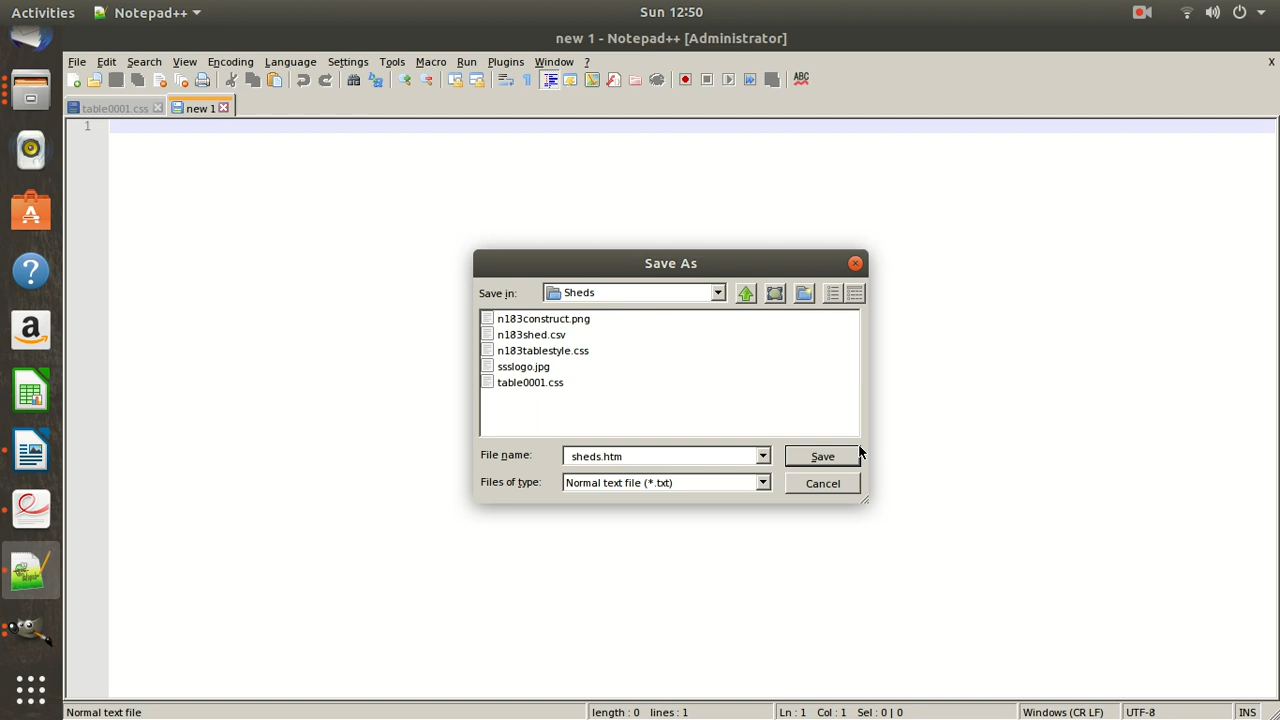 Activities Notepad++ Sun 12:50
new 1 - Notepad++ [Administrator]
File Edit Search View Encoding Language Settings Tools Macro Run Plugins Window ? X
ABC
table0001.css new 1
1
Save As
Save in: Sheds
n183construct.png
n183shed.csv
n183tablestyle.css
ssslogo.jpg
table0001.css
File name: sheds.htm Save
Files of type: Normal text file (*.txt) Cancel
Normal text file length : 0 lines : 1 Ln : 1 Col : 1 Sel : 0 | 0 Windows (CR LF) UTF-8 INS